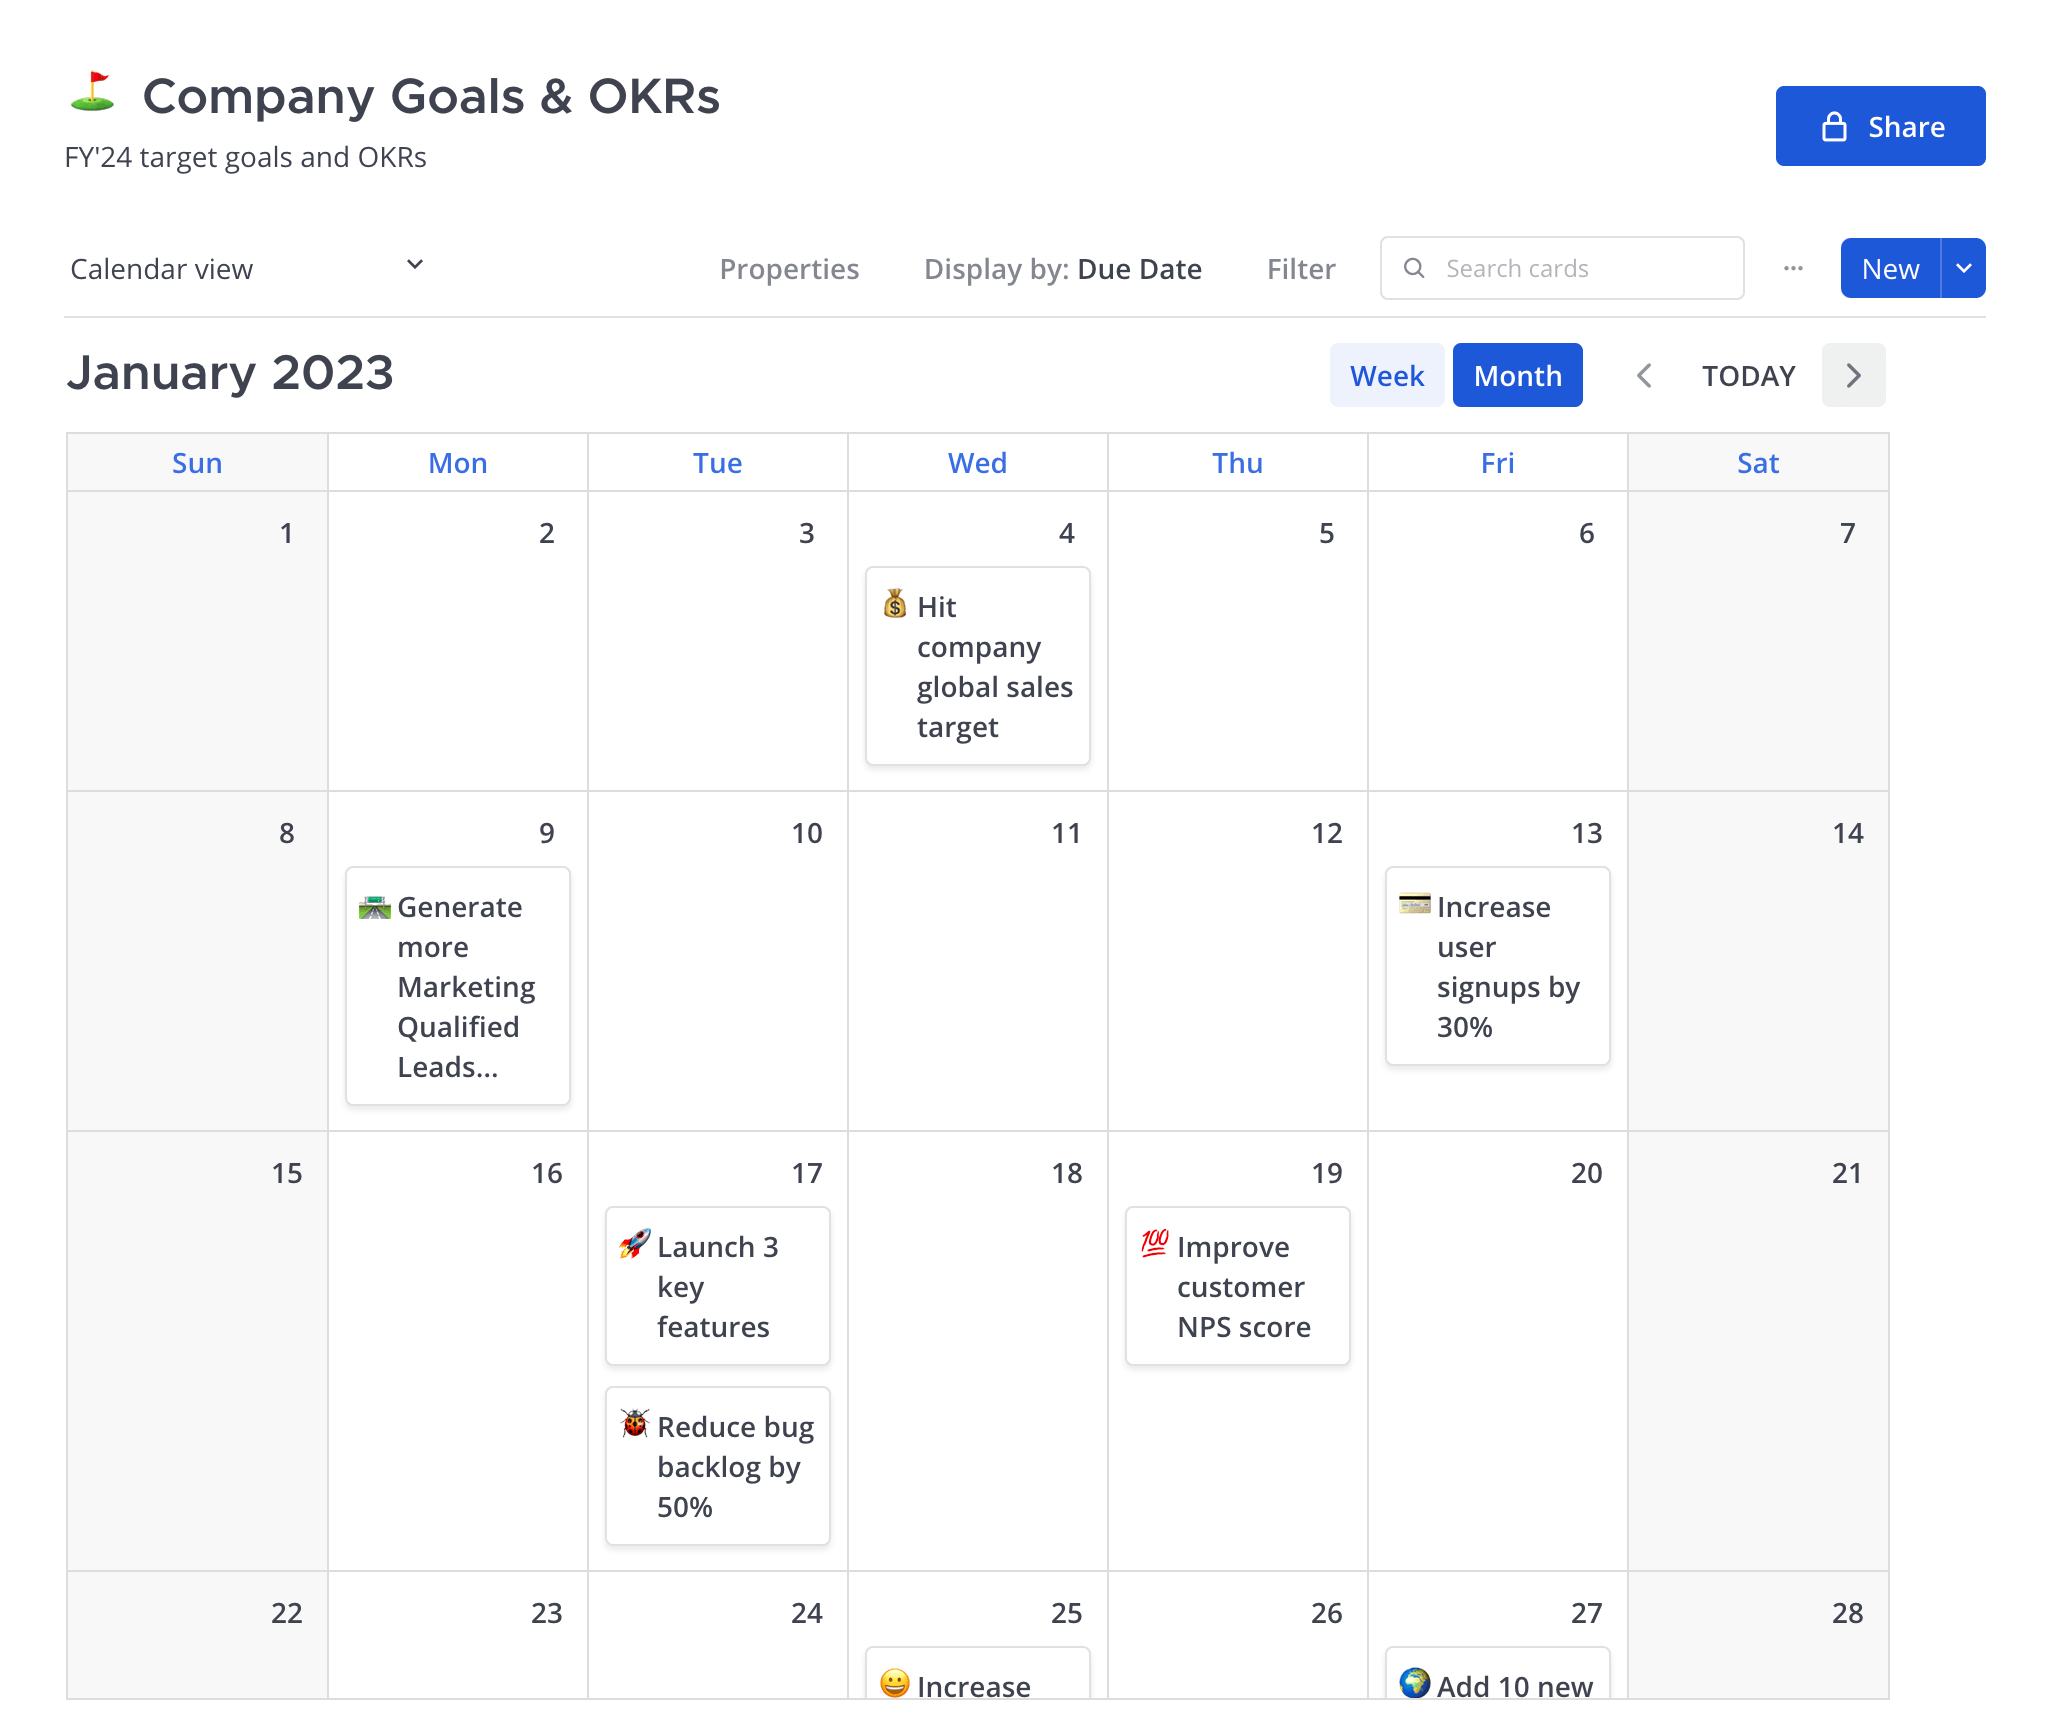 Company Goals & OKRs
FY'24 target goals and OKRs
Share
Calendar view
Properties
Display by: Due Date
Filter
Search cards
New
January 2023
Week
Month
TODAY
Sun Mon Tue Wed Thu Fri Sat
1 2 3 4 5 6 7
Hit
company
global sales
target
8 9 10 11 12 13 14
Generate
more
Marketing
Qualified
Leads...
Increase
user
signups by
30%
15 16 17 18 19 20 21
Launch 3
key
features
Reduce bug
backlog by
50%
100
Improve
customer
NPS score
22 23 24 25 26 27 28
Increase
Add 10 new